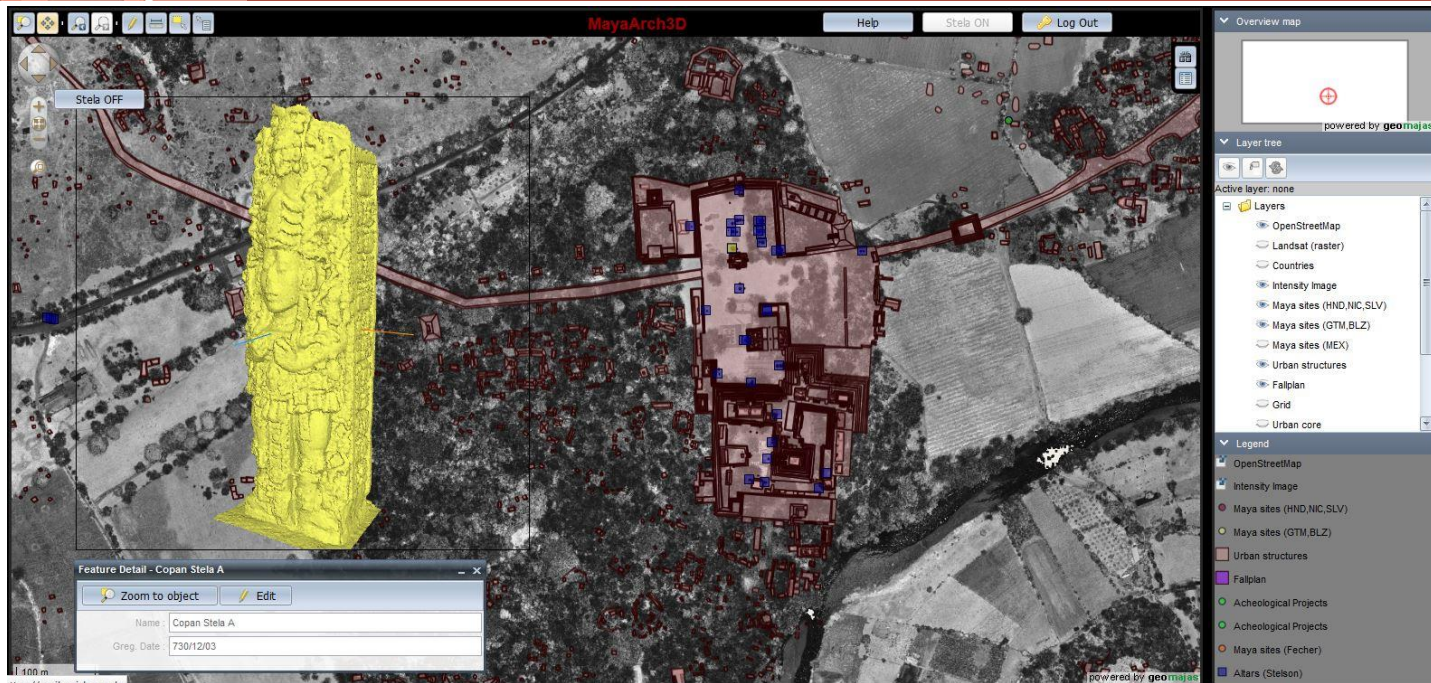 MayaArch3D
Help
Stela ON
Log Out
Stela OFF
Feature Detail - Copan Stela A
Zoom to object
Edit
Name :
Copan Stela A
Greg. Date :
730/12/03
100 m
powered by geomajas
Overview map
powered by geomajas
Layer tree
Active layer: none
Layers
OpenStreetMap
Landsat (raster)
Countries
Intensity Image
Maya sites (HND,NIC,SLV)
Maya sites (GTM,BLZ)
Maya sites (MEX)
Urban structures
Fallplan
Grid
Urban core
Legend
OpenStreetMap
Intensity Image
Maya sites (HND,NIC,SLV)
Maya sites (GTM,BLZ)
Urban structures
Fallplan
Acheological Projects
Acheological Projects
Maya sites (Fecher)
Altars (Stelson)